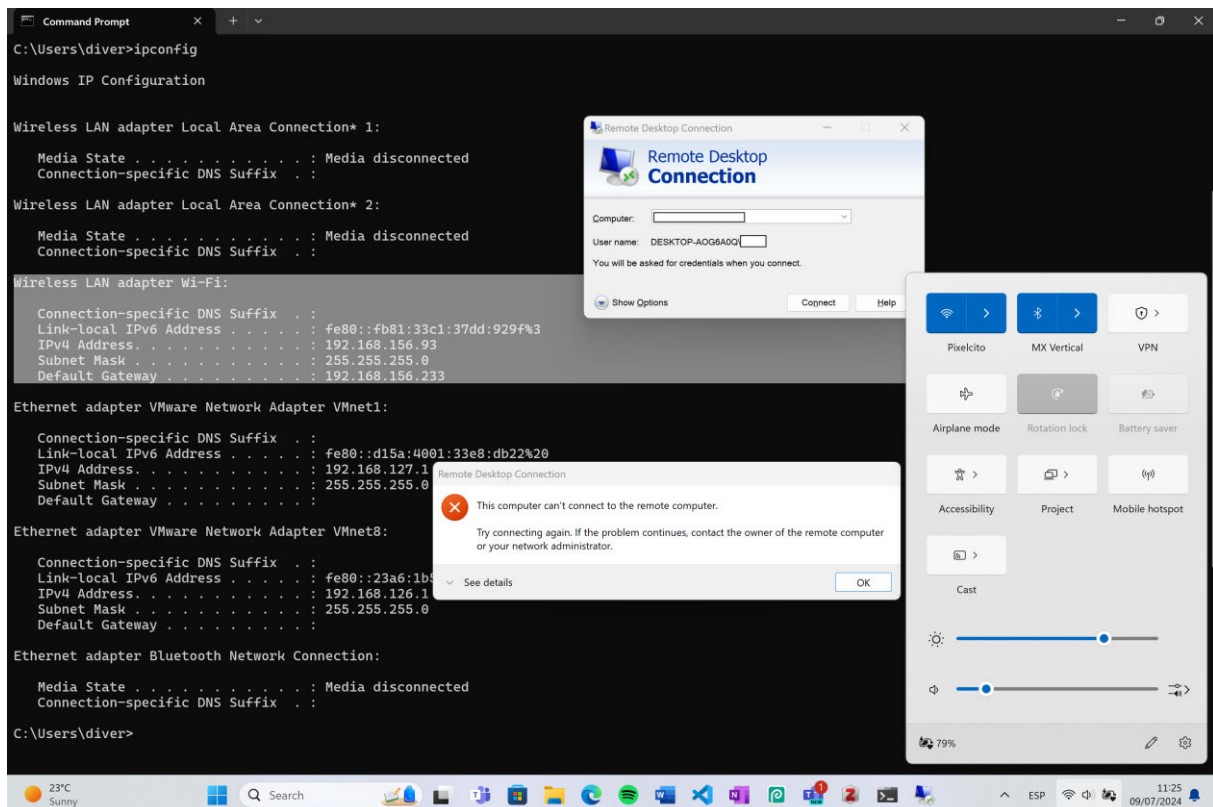 Command Prompt
C:\Users\diver>ipconfig
Windows IP Configuration
Wireless LAN adapter Local Area Connection* 1:
Media State . . . . . . . . . . . : Media disconnected
Connection-specific DNS Suffix  . :
Wireless LAN adapter Local Area Connection* 2:
Media State . . . . . . . . . . . : Media disconnected
Connection-specific DNS Suffix  . :
Wireless LAN adapter Wi-Fi:
Connection-specific DNS Suffix  . :
Link-local IPv6 Address . . . . . : fe80::fb81:33c1:37dd:929f%3
IPv4 Address. . . . . . . . . . . : 192.168.156.93
Subnet Mask . . . . . . . . . . . : 255.255.255.0
Default Gateway . . . . . . . . . : 192.168.156.233
Ethernet adapter VMware Network Adapter VMnet1:
Connection-specific DNS Suffix  . :
Link-local IPv6 Address . . . . . : fe80::d15a:4001:33e8:db22%20
IPv4 Address. . . . . . . . . . . : 192.168.127.1
Subnet Mask . . . . . . . . . . . : 255.255.255.0
Default Gateway . . . . . . . . . :
Ethernet adapter VMware Network Adapter VMnet8:
Connection-specific DNS Suffix  . :
Link-local IPv6 Address . . . . . : fe80::23a6:1b5
IPv4 Address. . . . . . . . . . . : 192.168.126.1
Subnet Mask . . . . . . . . . . . : 255.255.255.0
Default Gateway . . . . . . . . . :
Ethernet adapter Bluetooth Network Connection:
Media State . . . . . . . . . . . : Media disconnected
Connection-specific DNS Suffix  . :
C:\Users\diver>
Remote Desktop Connection
Remote Desktop
Connection
Computer:
User name: DESKTOP-AOG6A0Q\
You will be asked for credentials when you connect.
Show Options
Connect
Help
Remote Desktop Connection
This computer can't connect to the remote computer.
Try connecting again. If the problem continues, contact the owner of the remote computer
or your network administrator.
See details
OK
Pixelcito
MX Vertical
VPN
Airplane mode
Rotation lock
Battery saver
Accessibility
Project
Mobile hotspot
Cast
79%
23°C
Sunny
Search
NEW
1
ESP
11:25
09/07/2024